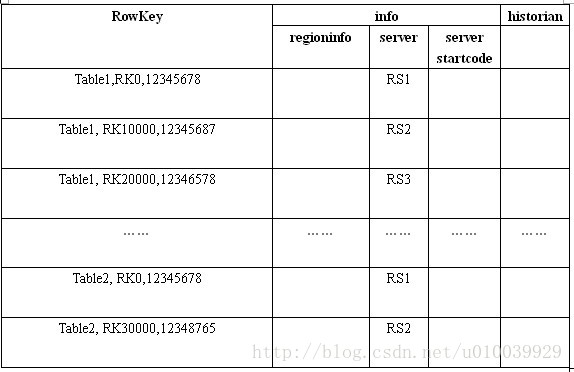 RowKey info historian
regioninfo server server startcode
Table1,RK0,12345678 RS1
Table1, RK10000,12345687 RS2
Table1, RK20000,12346578 RS3
…… …… …… …… ……
Table2, RK0,12345678 RS1
Table2, RK30000,12348765 RS2
http://blog.csdn.net/u010039929